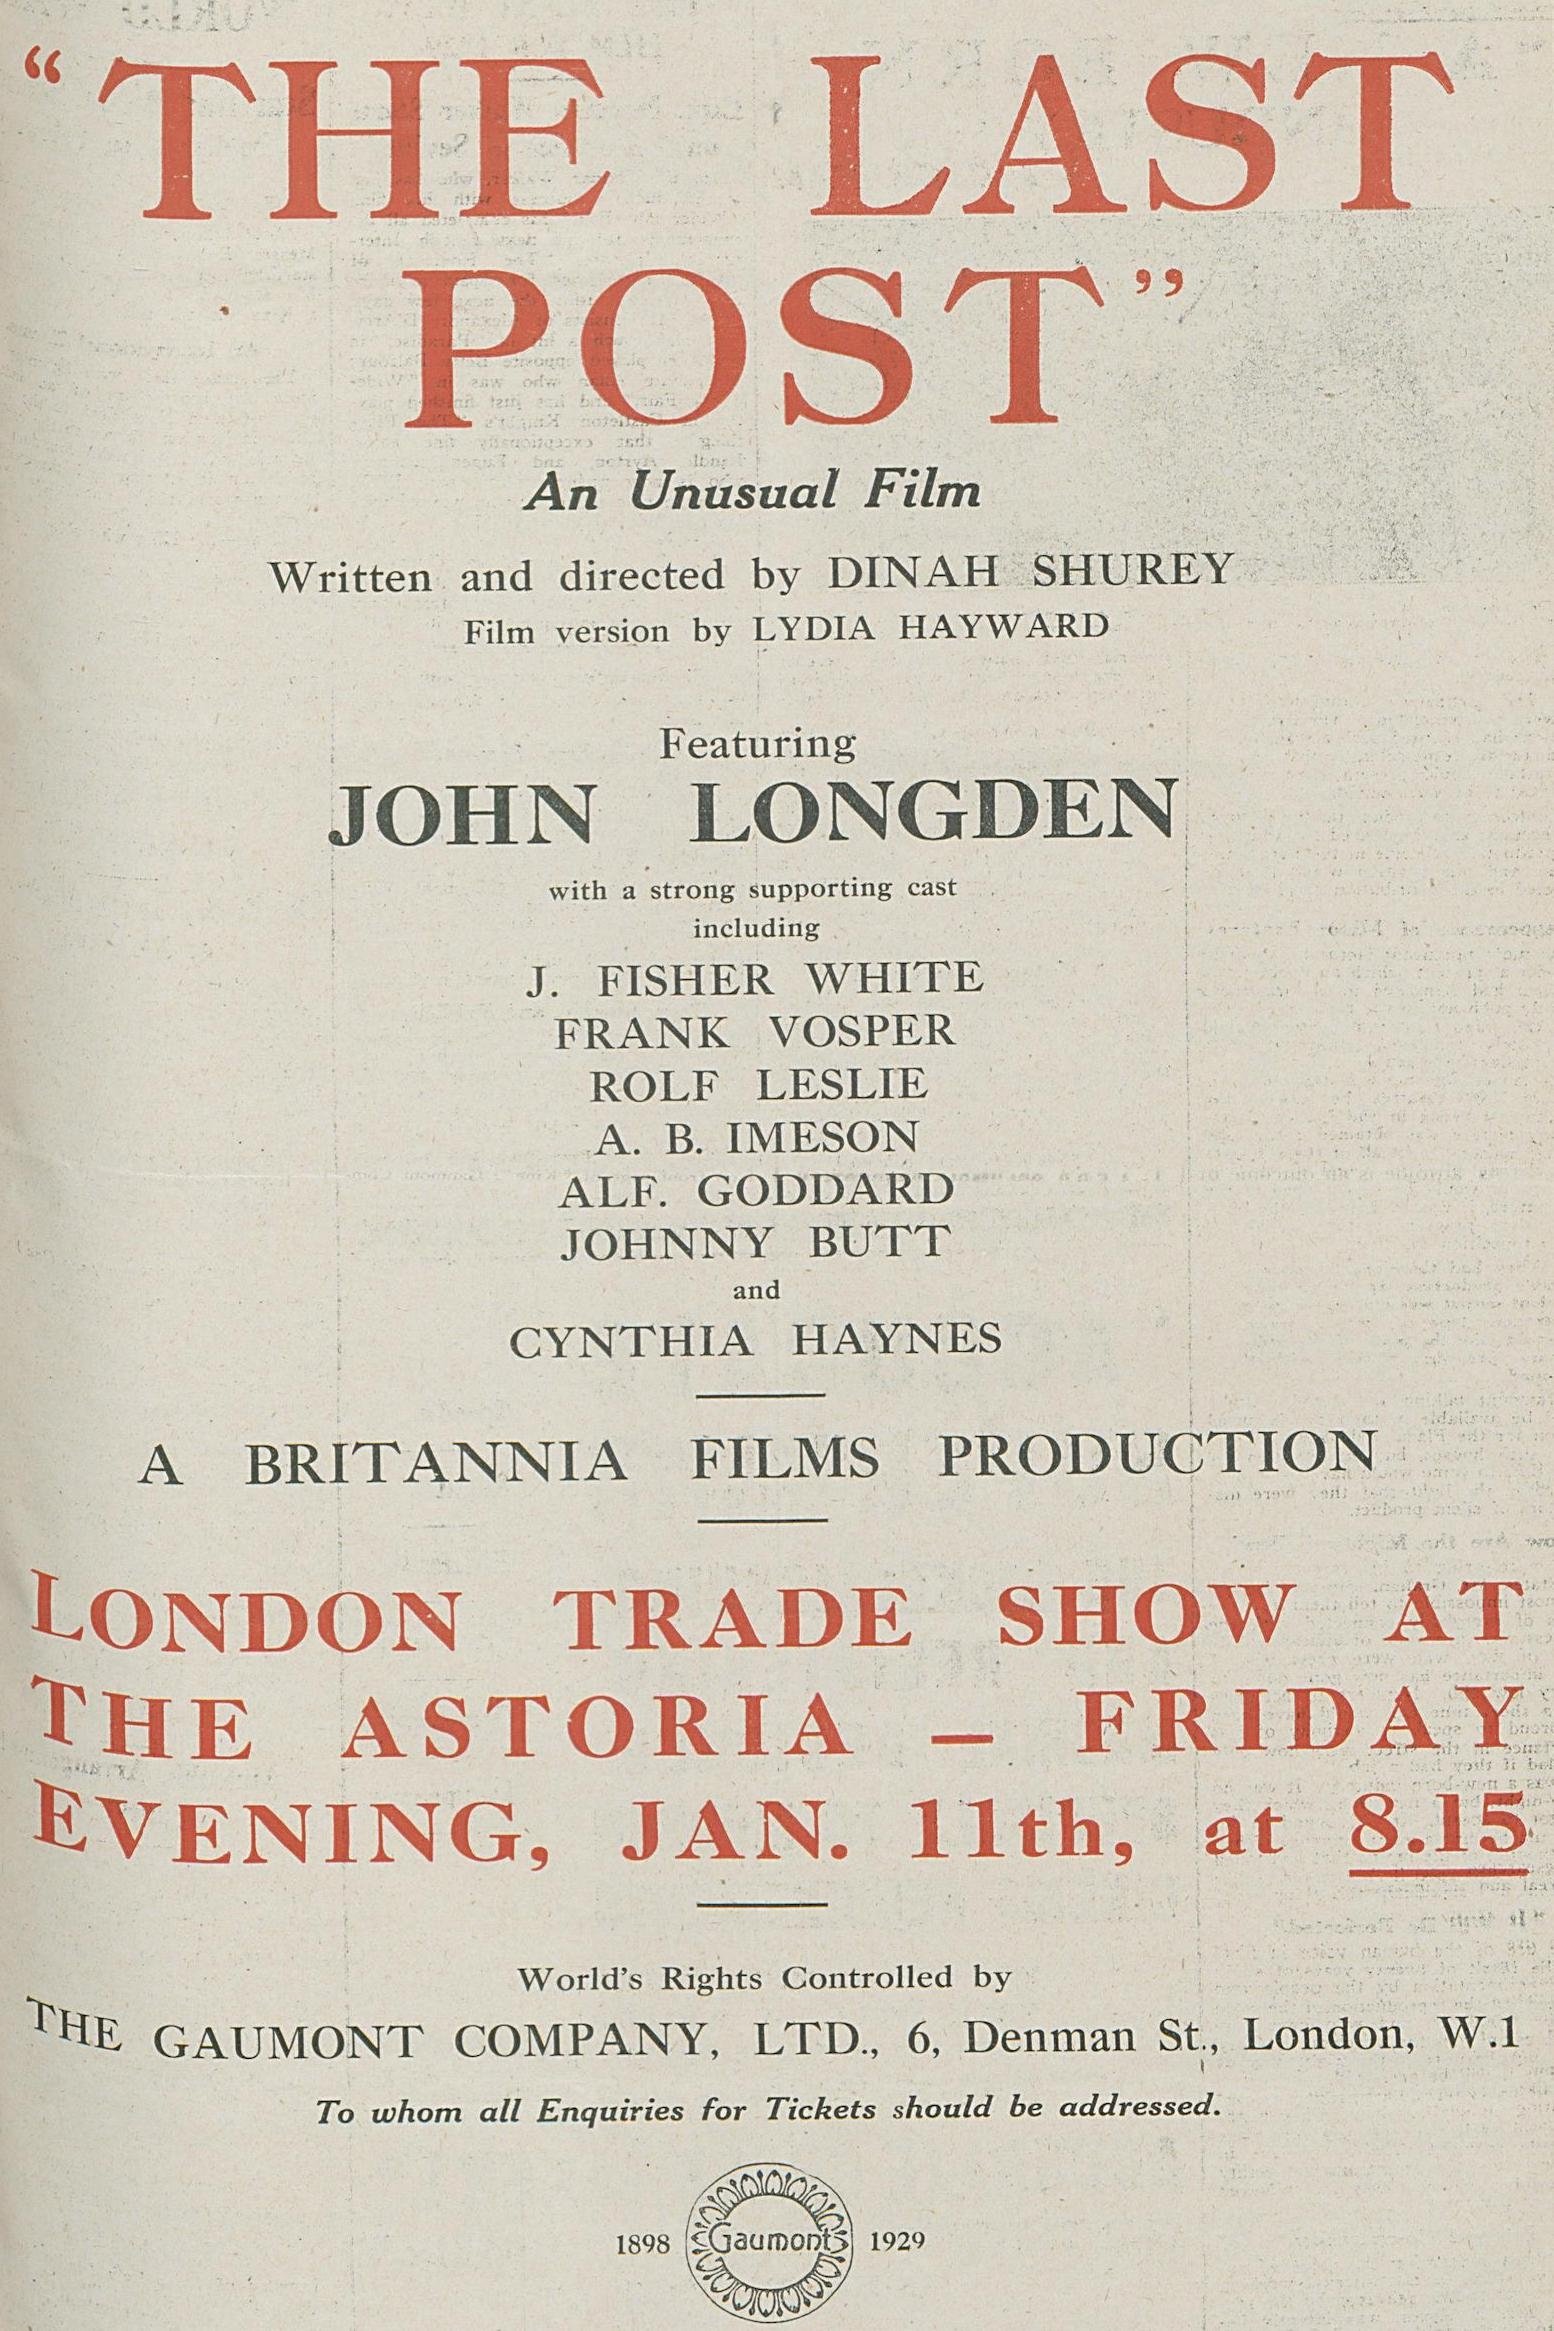 “THE LAST
POST”
An Unusual Film
Written and directed by DINAH SHUREY
Film version by LYDIA HAYWARD
Featuring
JOHN LONGDEN
with a strong supporting cast
including
J. FISHER WHITE
FRANK VOSPER
ROLF LESLIE
A. B. IMESON
ALF. GODDARD
JOHNNY BUTT
and
CYNTHIA HAYNES
A BRITANNIA FILMS PRODUCTION
LONDON TRADE SHOW AT
THE ASTORIA — FRIDAY
EVENING, JAN. 11th, at 8.15
World's Rights Controlled by
THE GAUMONT COMPANY, LTD., 6, Denman St., London, W.1
To whom all Enquiries for Tickets should be addressed.
1898 Gaumont 1929